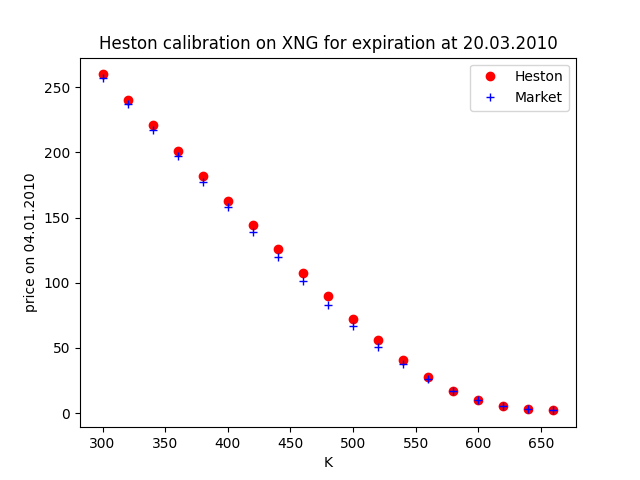 Heston calibration on XNG for expiration at 20.03.2010
Heston
Market
250
200
150
100
50
0
price on 04.01.2010
300 350 400 450 500 550 600 650
K